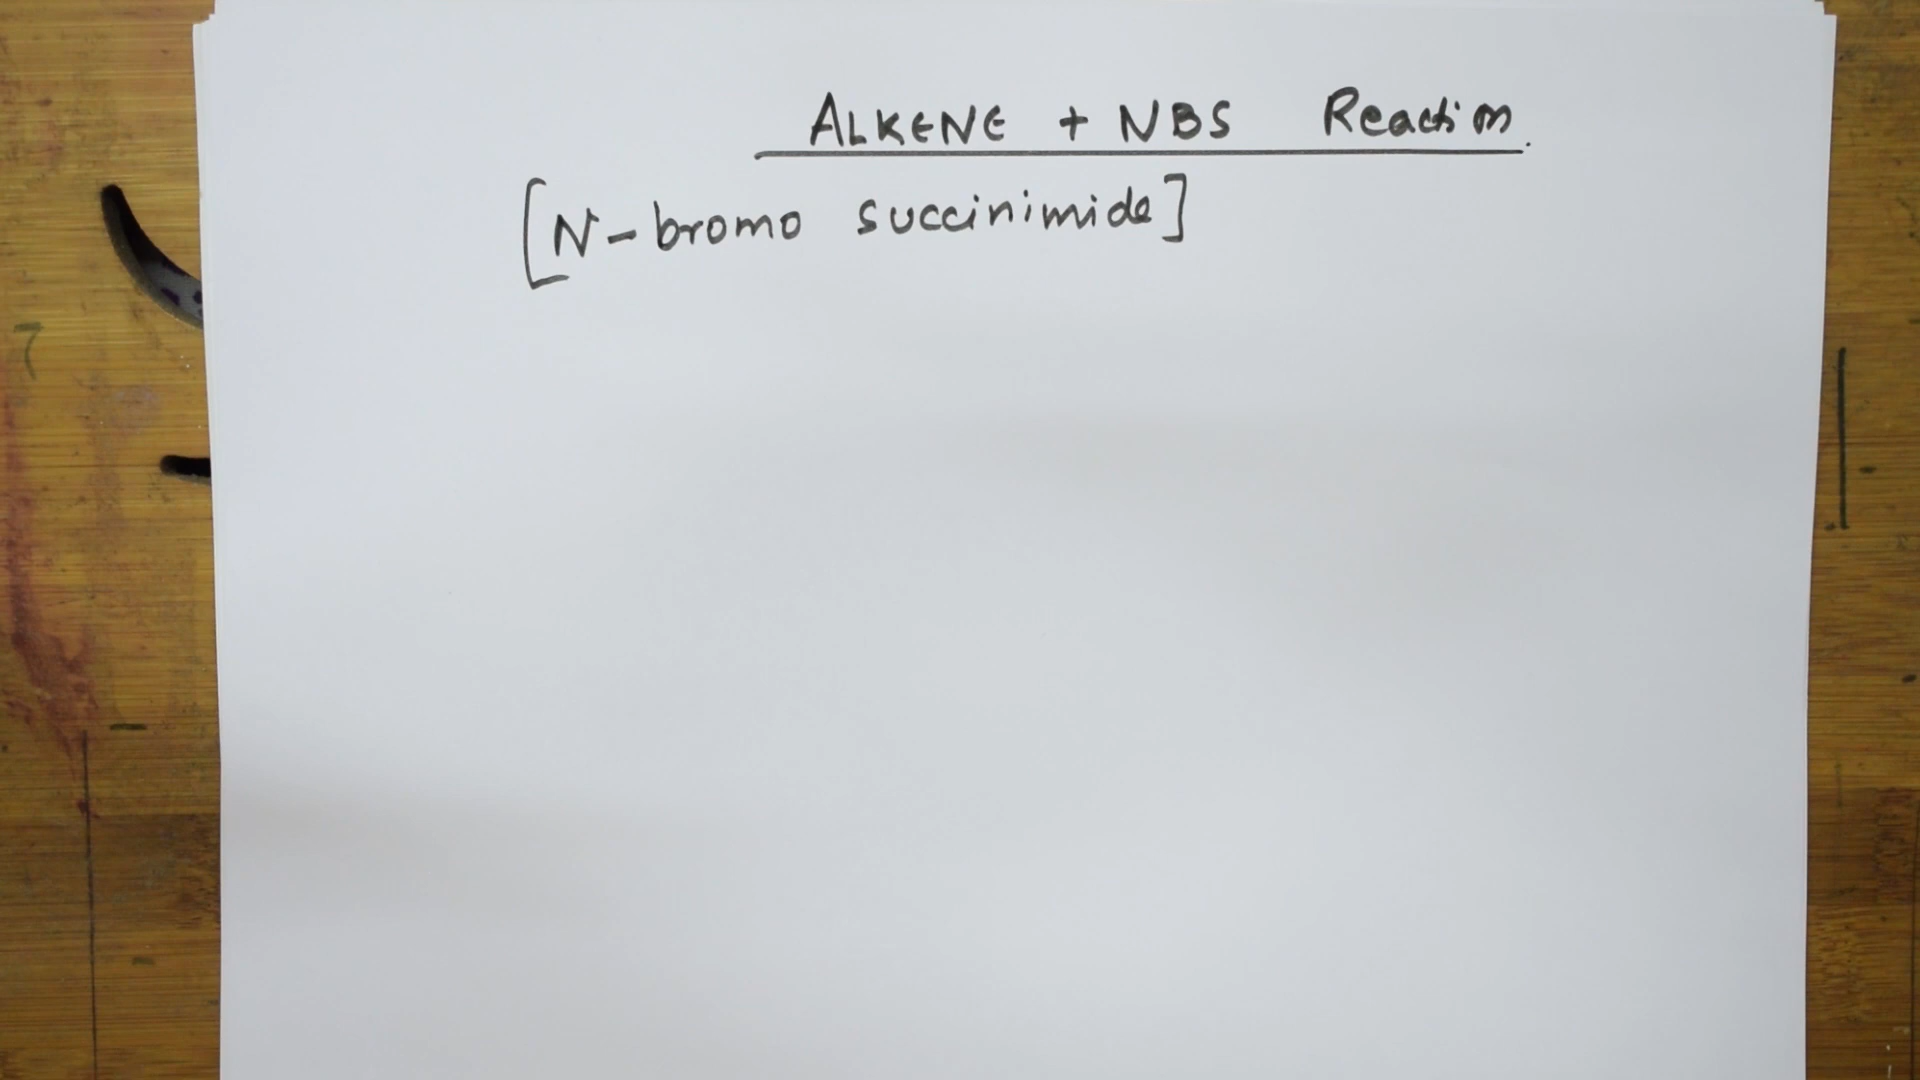 ALKENE + NBS Reaction.
[N-bromo succinimide]